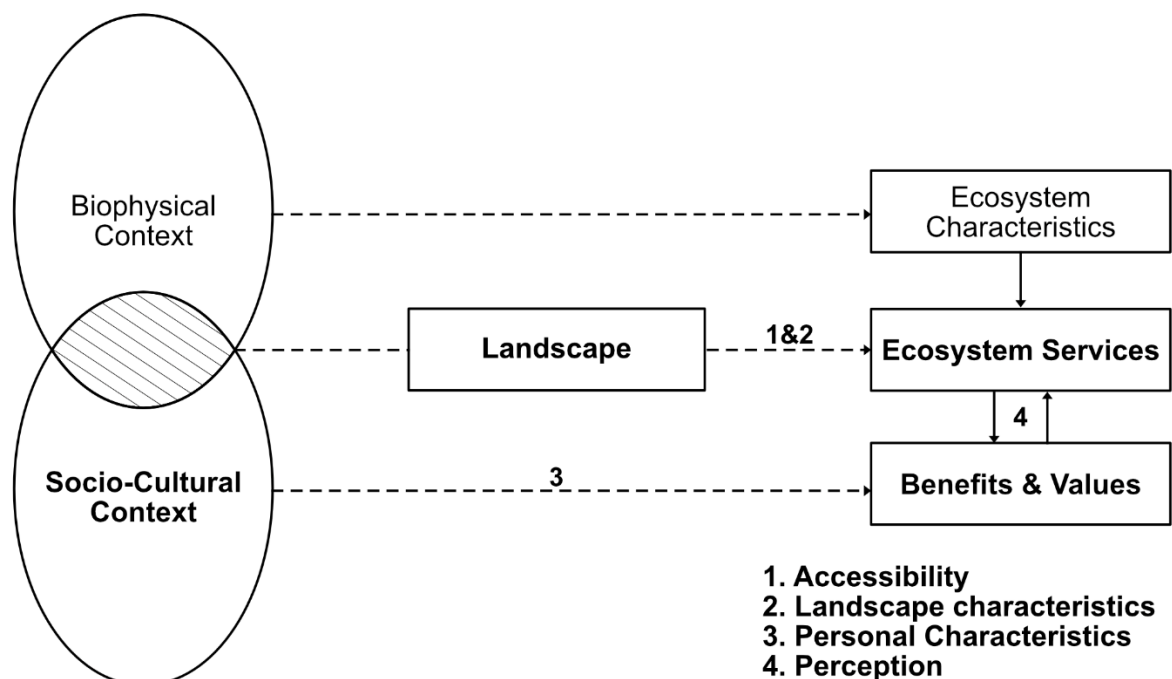 Biophysical
Context
Ecosystem
Characteristics
Landscape
1&2
Ecosystem Services
4
Socio-Cultural
Context
3
Benefits & Values
1. Accessibility
2. Landscape characteristics
3. Personal Characteristics
4. Perception